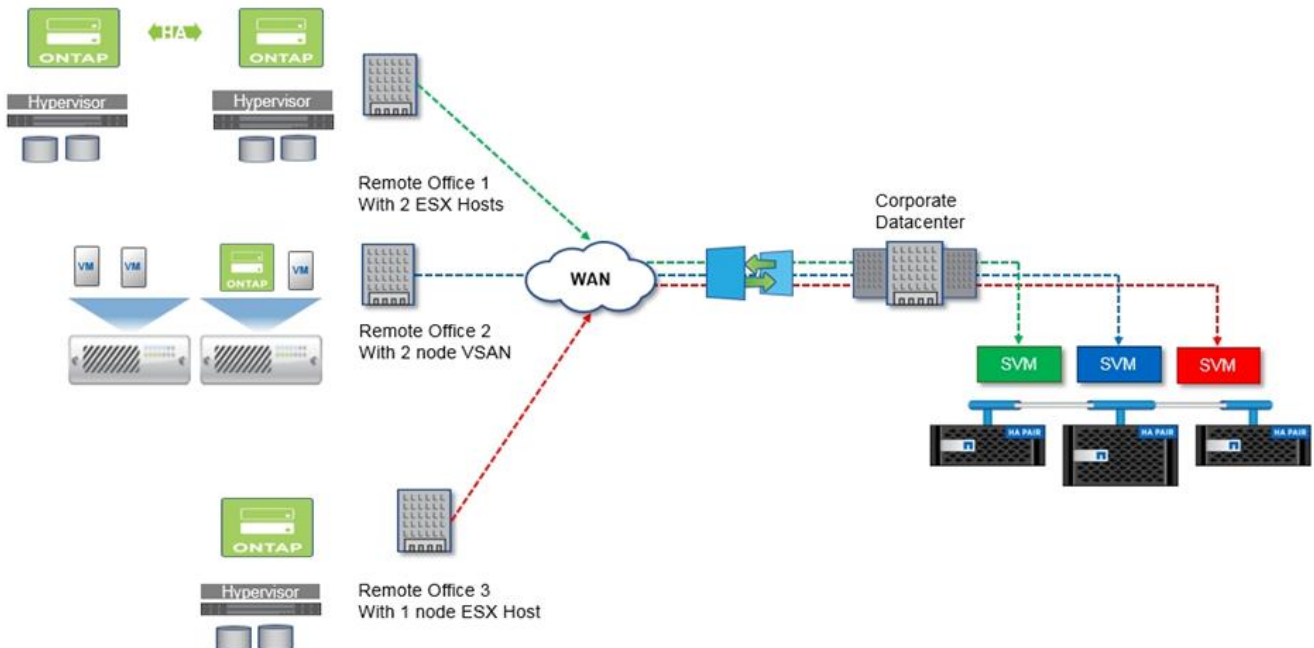 HA
ONTAP
ONTAP
Hypervisor
Hypervisor
Remote Office 1
With 2 ESX Hosts
VM
VM
ONTAP
VM
Remote Office 2
With 2 node VSAN
WAN
Corporate
Datacenter
SVM
SVM
SVM
HA PAIR
HA PAIR
HA PAIR
ONTAP
Hypervisor
Remote Office 3
With 1 node ESX Host